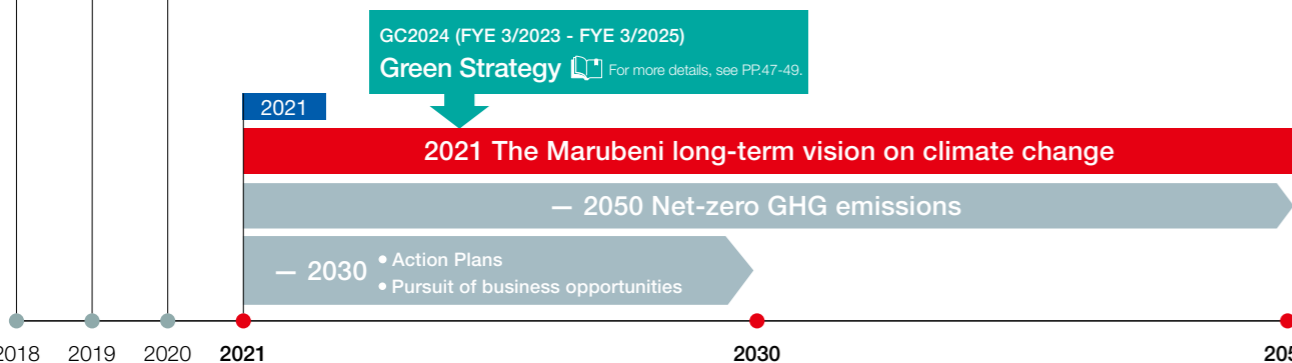 GC2024 (FYE 3/2023 - FYE 3/2025)
Green Strategy For more details, see PP.47-49.
2021
2021 The Marubeni long-term vision on climate change
— 2050 Net-zero GHG emissions
— 2030
• Action Plans
• Pursuit of business opportunities
2018 2019 2020 2021 2030